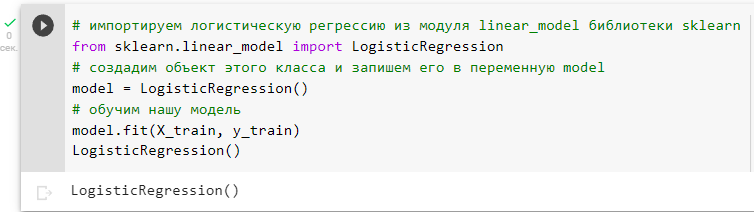 # импортируем логистическую регрессию из модуля linear_model библиотеки sklearn
0
сек.
from sklearn.linear_model import LogisticRegression
# создадим объект этого класса и запишем его в переменную model
model = LogisticRegression()
# обучим нашу модель
model.fit(X_train, y_train)
LogisticRegression()
LogisticRegression()